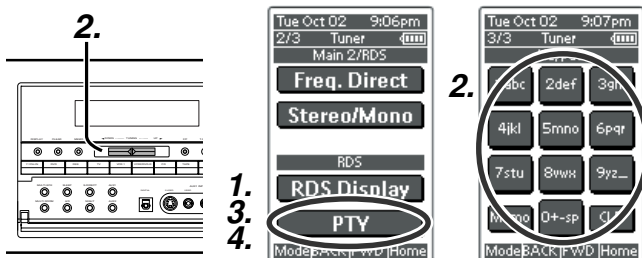 2.
Tue Oct 02 9:06pm
2/3 Tuner
Main 2/RDS
Freq. Direct
Stereo/Mono
RDS
1. RDS Display
3. PTY
4.
Mode BACK FWD Home
Tue Oct 02 9:07pm
3/3 Tuner
2.
2def
4jkl 5mno 6pqr
7stu 8vwx 9yz_
0+-sp
Mode BACK FWD Home